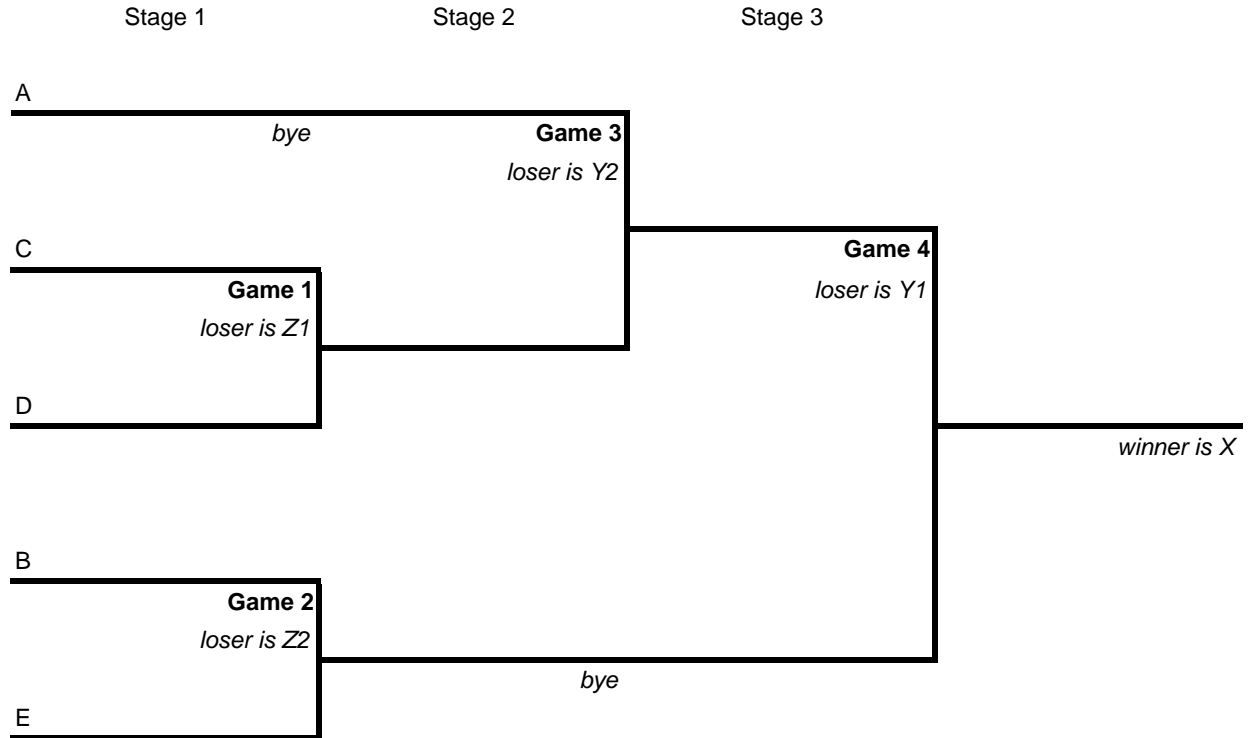 Stage 1 Stage 2 Stage 3
A
bye Game 3
loser is Y2
C Game 4
Game 1 loser is Y1
loser is Z1
D
winner is X
B
Game 2
loser is Z2
bye
E